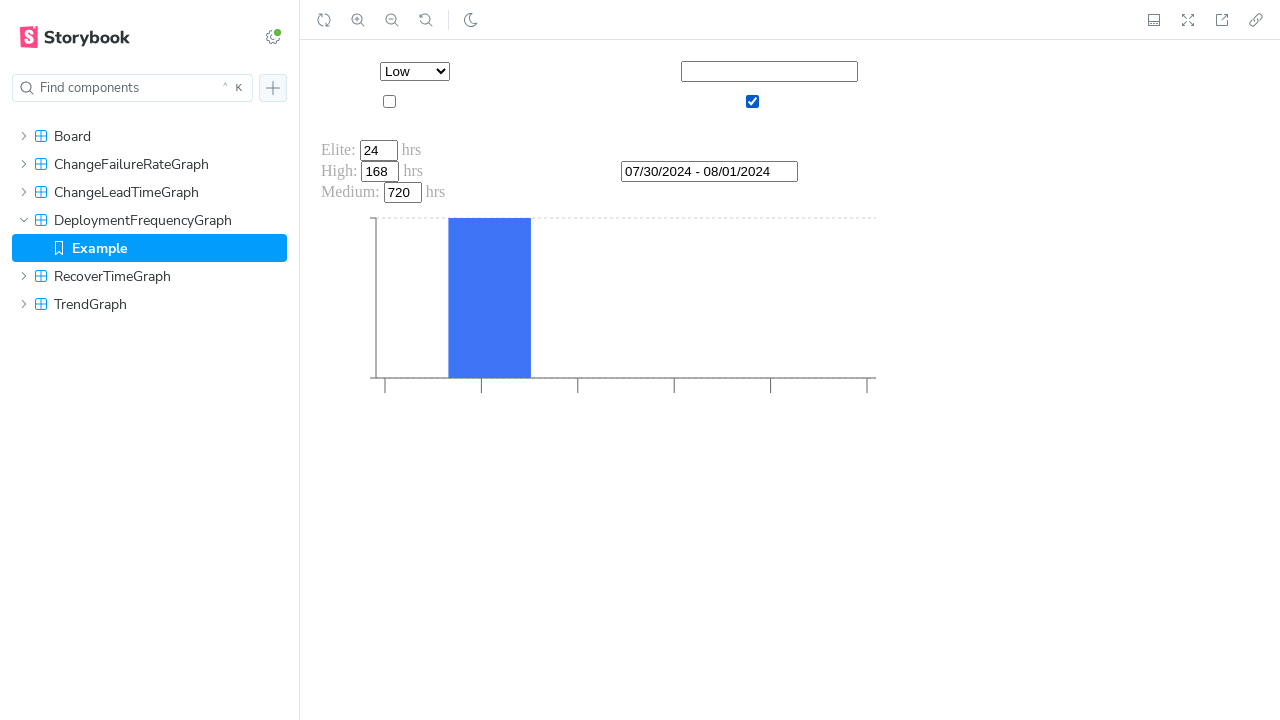 Storybook
Find components
^ K
Board
ChangeFailureRateGraph
ChangeLeadTimeGraph
DeploymentFrequencyGraph
Example
RecoverTimeGraph
TrendGraph
Low
Elite: 24 hrs
High: 168 hrs
07/30/2024 - 08/01/2024
Medium: 720 hrs